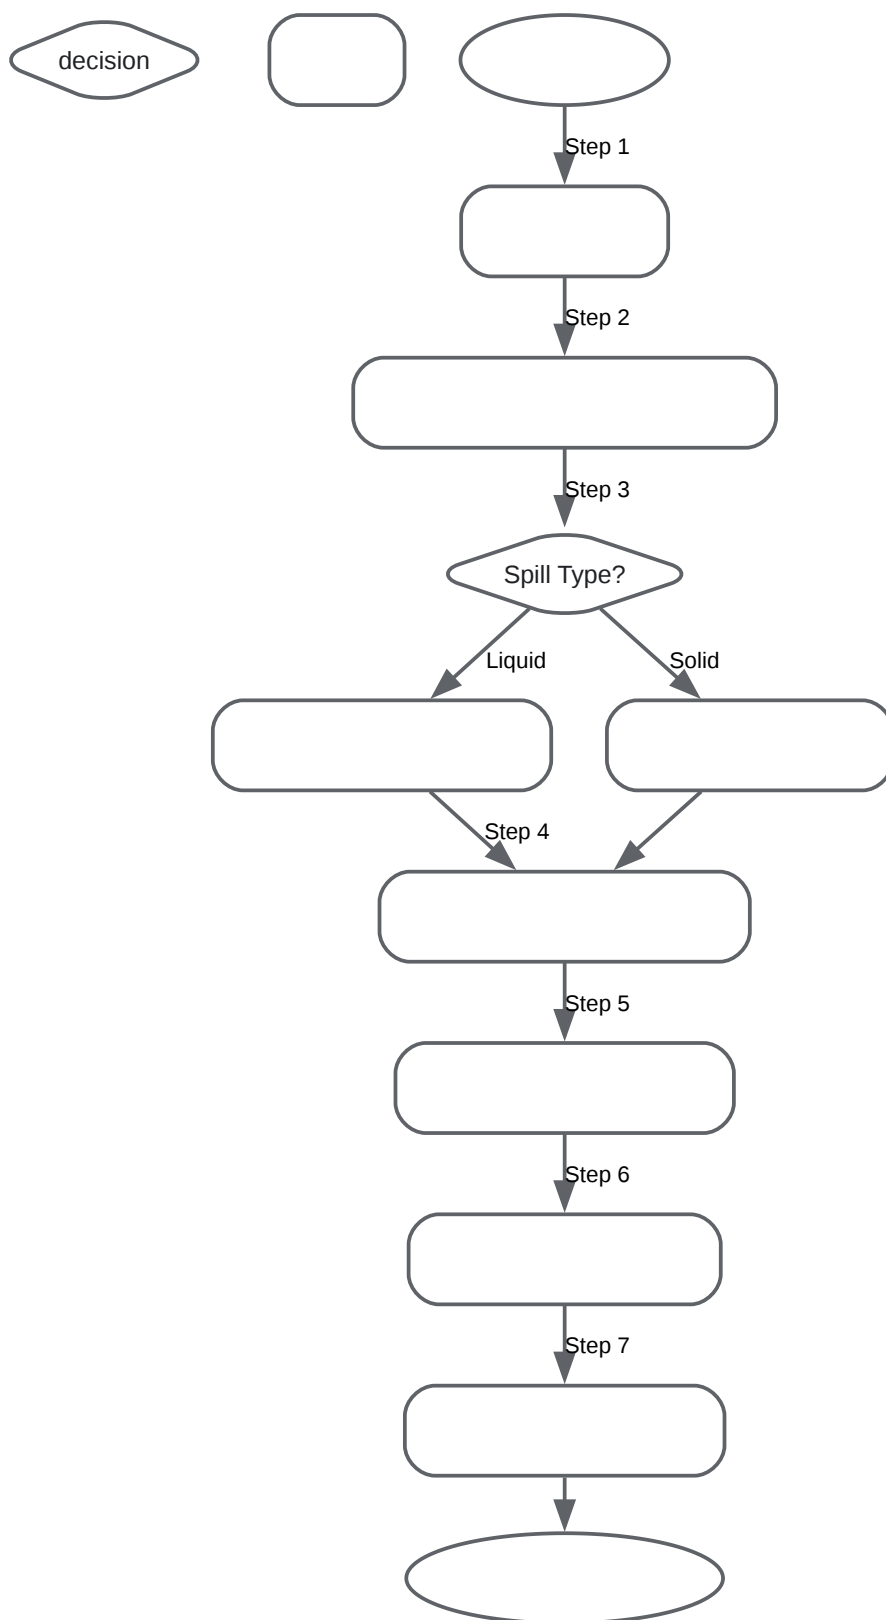 decision
Step 1
Step 2
Step 3
Spill Type?
Liquid
Solid
Step 4
Step 5
Step 6
Step 7